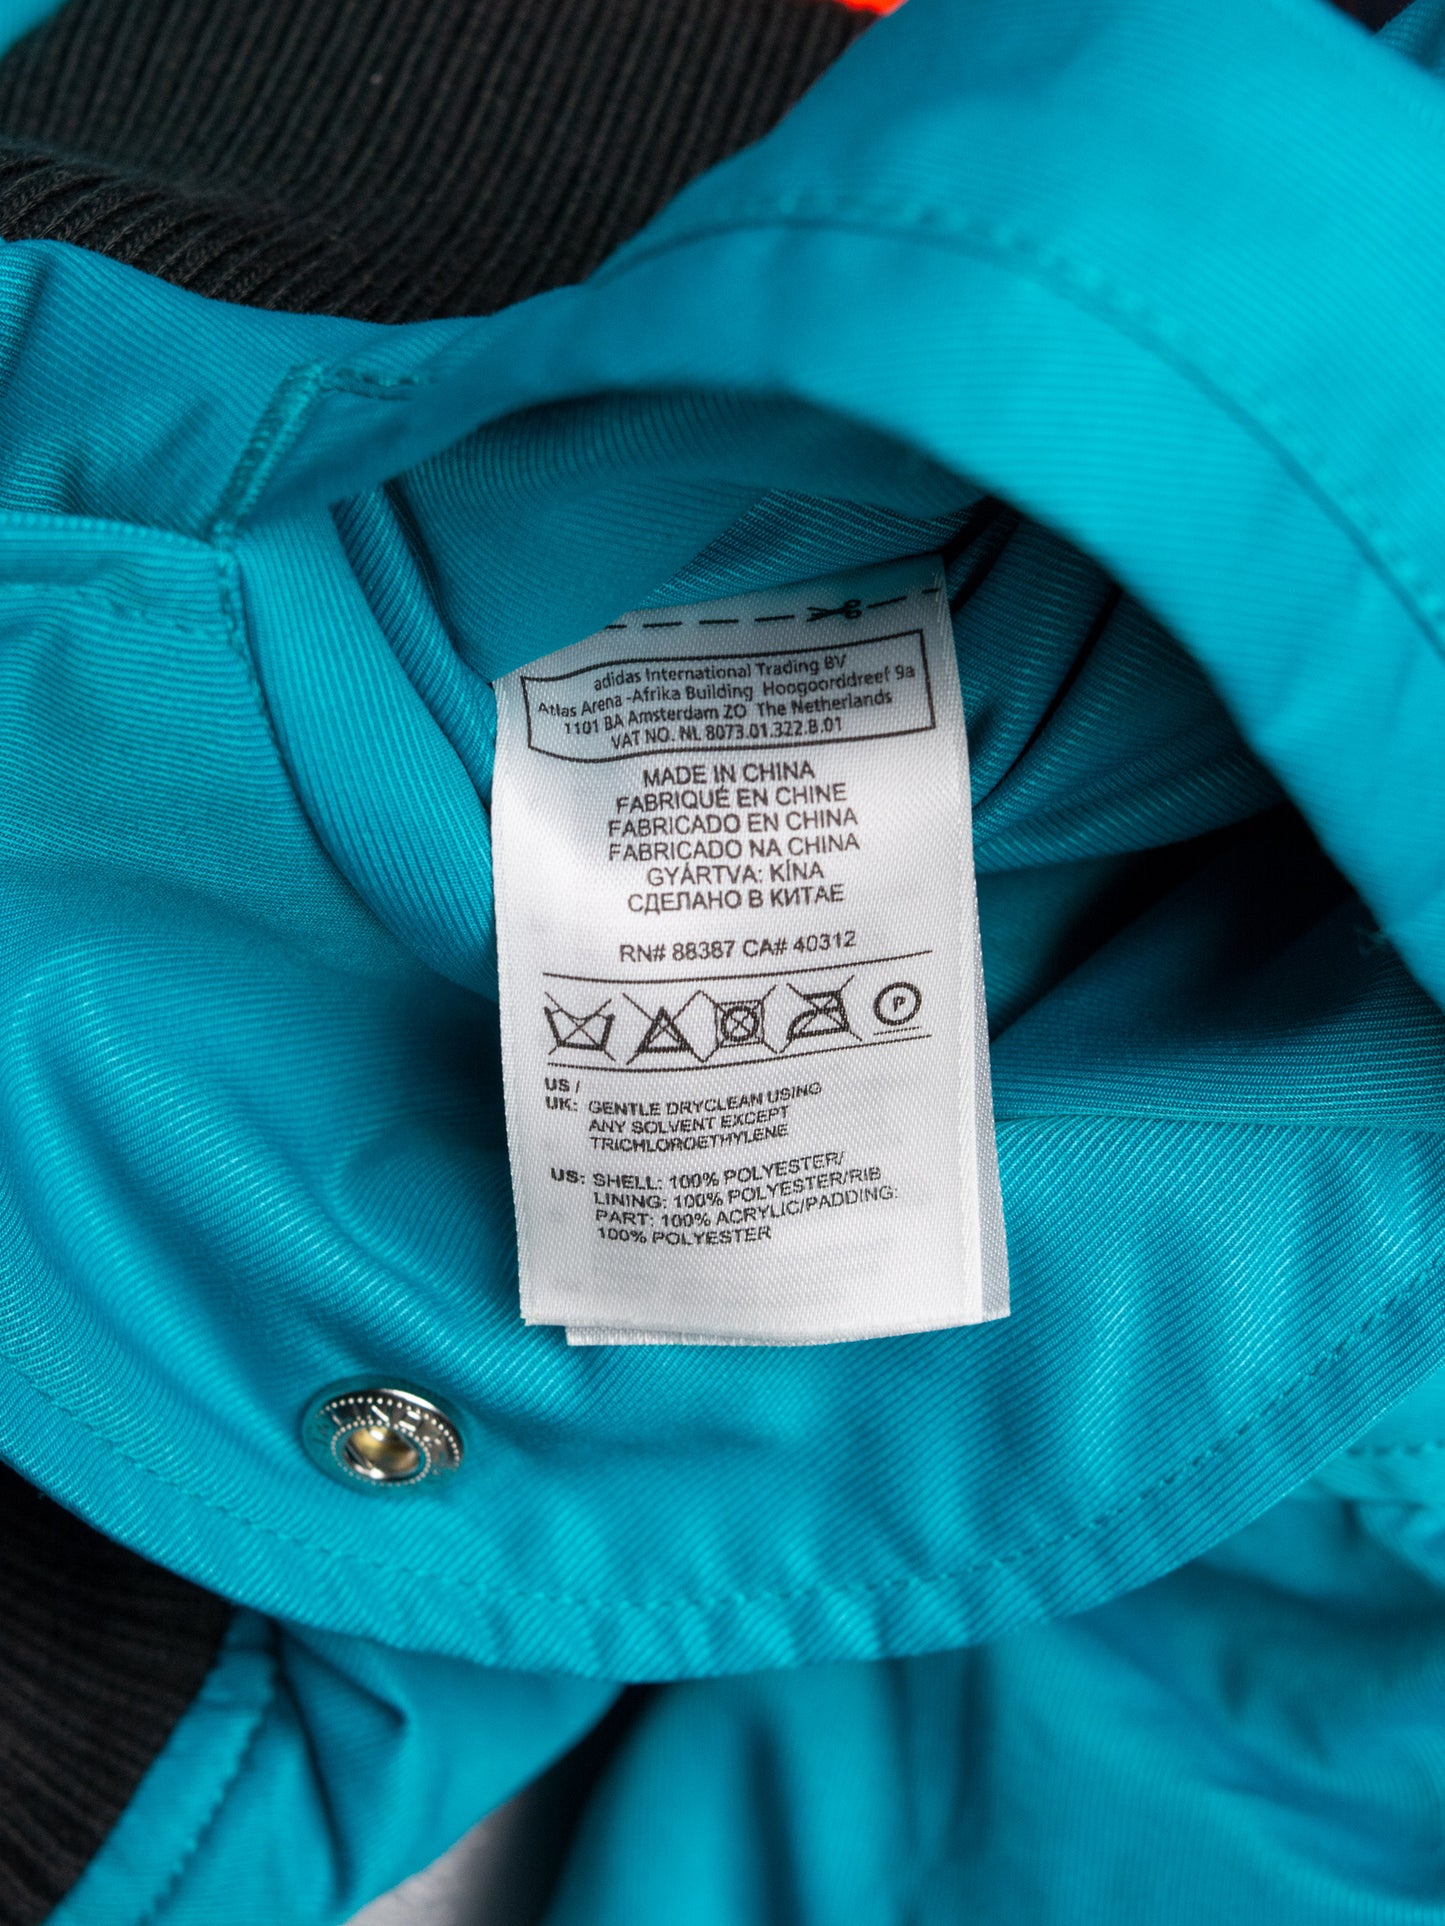 adidas International Trading BV
Atlas Arena -Afrika Building Hoogoorddreef 9a
1101 BA Amsterdam ZO The Netherlands
VAT NO. NL 8073.01.322.B.01
MADE IN CHINA
FABRIQUÉ EN CHINE
FABRICADO EN CHINA
FABRICADO NA CHINA
GYÁRTVA: KÍNA
СДЕЛАНО В КИТАЕ
RN# 88387 CA# 40312
P
US /
UK: GENTLE DRYCLEAN USING
ANY SOLVENT EXCEPT
TRICHLOROETHYLENE
US: SHELL: 100% POLYESTER/
LINING: 100% POLYESTER/RIB
PART: 100% ACRYLIC/PADDING:
100% POLYESTER